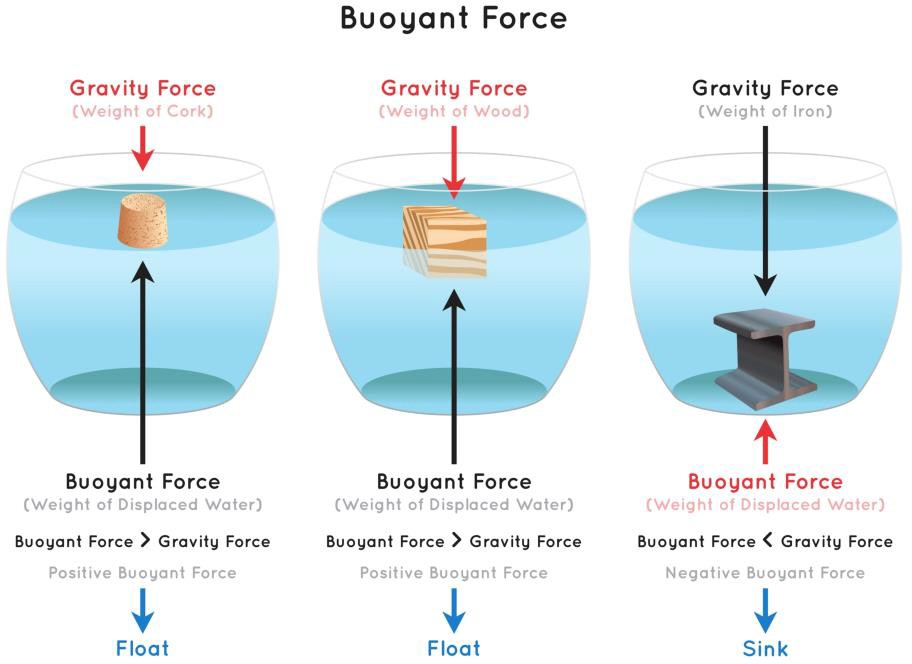 Buoyant Force
Gravity Force
(Weight of Cork)
Gravity Force
(Weight of Wood)
Gravity Force
(Weight of Iron)
Buoyant Force
(Weight of Displaced Water)
Buoyant Force
(Weight of Displaced Water)
Buoyant Force
(Weight of Displaced Water)
Buoyant Force > Gravity Force
Buoyant Force > Gravity Force
Buoyant Force < Gravity Force
Positive Buoyant Force
Positive Buoyant Force
Negative Buoyant Force
Float
Float
Sink